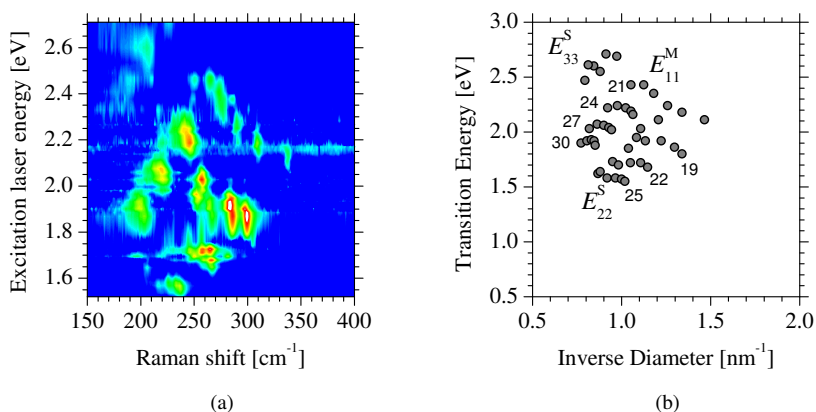 2.6
2.4
2.2
2.0
1.8
1.6
Excitation laser energy [eV]
150 200 250 300 350 400
Raman shift [cm⁻¹]
(a)
3.0
2.5
2.0
1.5
1.0
0.5
Transition Energy [eV]
E₃₃ˢ
E₁₁ᴹ
21
24
27
30
19
22
25
E₂₂ˢ
0.5 1.0 1.5 2.0
Inverse Diameter [nm⁻¹]
(b)